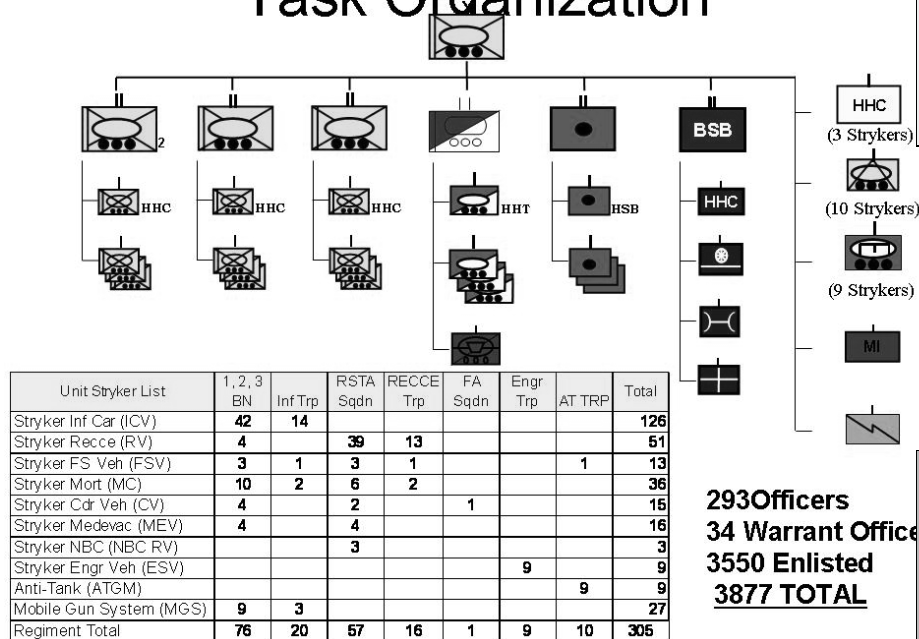 Task Organization
2
HHC
HHC
HHC
HHT
HSB
BSB
HHC
HHC
(3 Strykers)
(10 Strykers)
(9 Strykers)
MI
Unit Stryker List 1, 2, 3 BN Inf Trp RSTA Sqdn RECCE Trp FA Sqdn Engr Trp AT TRP Total
Stryker Inf Car (ICV) 42 14 126
Stryker Recce (RV) 4 39 13 51
Stryker FS Veh (FSV) 3 1 3 1 1 13
Stryker Mort (MC) 10 2 6 2 36
Stryker Cdr Veh (CV) 4 2 1 15
Stryker Medevac (MEV) 4 4 16
Stryker NBC (NBC RV) 3 3
Stryker Engr Veh (ESV) 9 9
Anti-Tank (ATGM) 9 9
Mobile Gun System (MGS) 9 3 27
Regiment Total 76 20 57 16 1 9 10 305
293Officers
34 Warrant Office
3550 Enlisted
3877 TOTAL